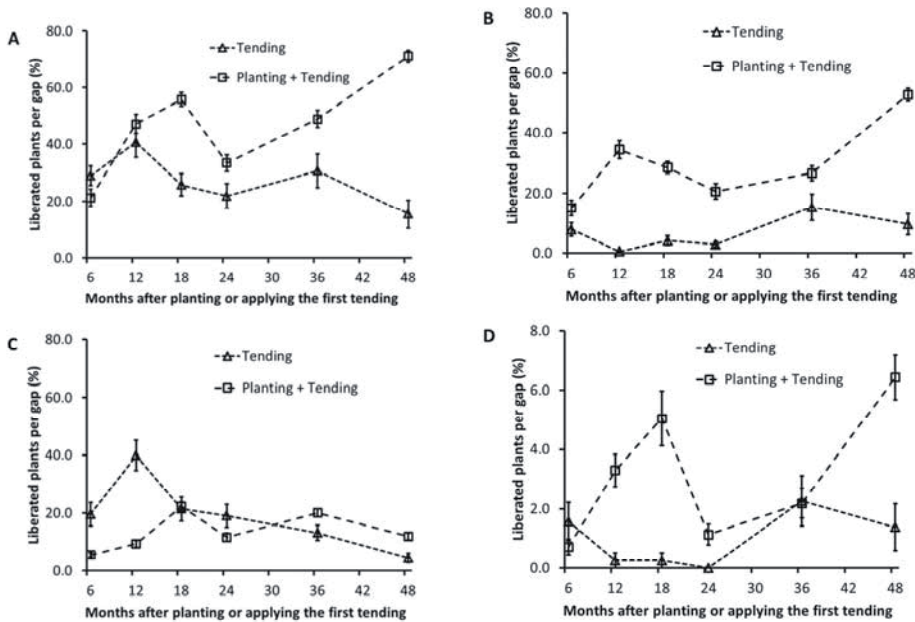 A
Liberated plants per gap (%)
80.0
60.0
40.0
20.0
0.0
Tending
Planting + Tending
6 12 18 24 30 36 42 48
Months after planting or applying the first tending
B
Liberated plants per gap (%)
80.0
60.0
40.0
20.0
0.0
Tending
Planting + Tending
6 12 18 24 30 36 42 48
Months after planting or applying the first tending
C
Liberated plants per gap (%)
80.0
60.0
40.0
20.0
0.0
Tending
Planting + Tending
6 12 18 24 30 36 42 48
Months after planting or applying the first tending
D
Liberated plants per gap (%)
8.0
6.0
4.0
2.0
0.0
Tending
Planting + Tending
6 12 18 24 30 36 42 48
Months after planting or applying the first tending